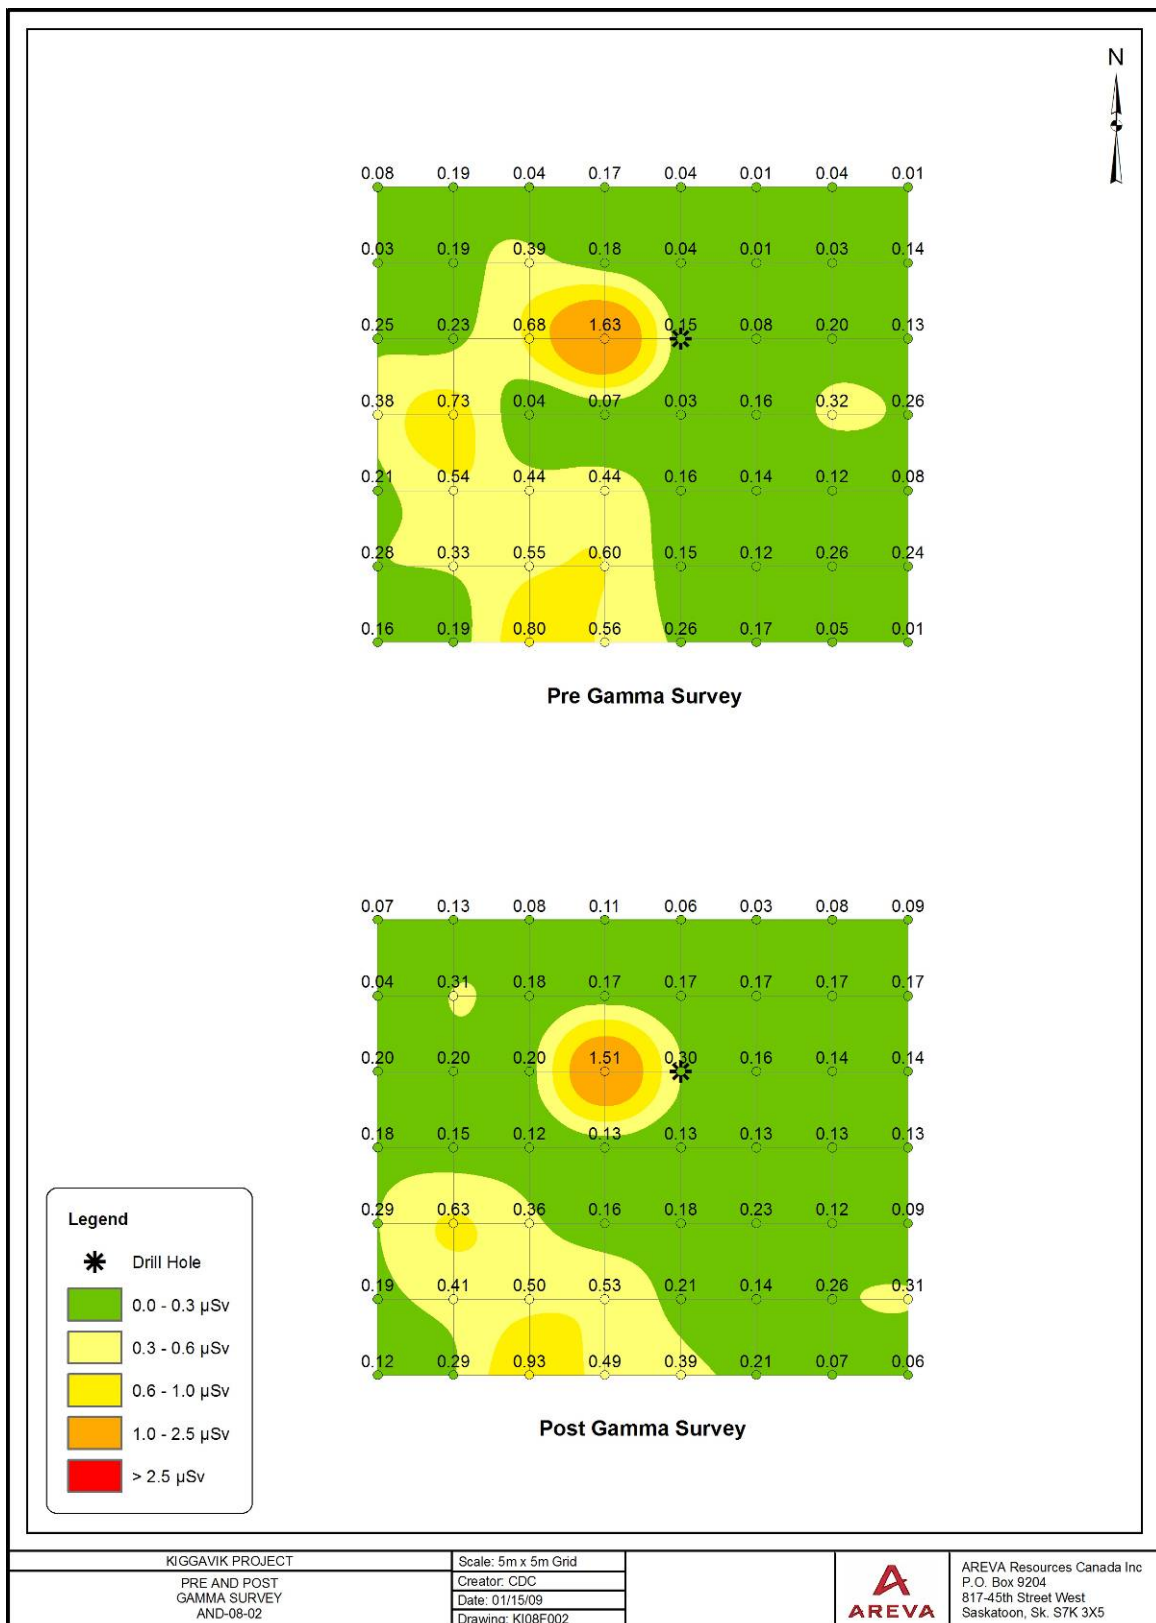 N
0.08 0.19 0.04 0.17 0.04 0.01 0.04 0.01
0.03 0.19 0.39 0.18 0.04 0.01 0.03 0.14
0.25 0.23 0.68 1.63 0.15 0.08 0.20 0.13
0.38 0.73 0.04 0.07 0.03 0.16 0.32 0.26
0.21 0.54 0.44 0.44 0.16 0.14 0.12 0.08
0.28 0.33 0.55 0.60 0.15 0.12 0.26 0.24
0.16 0.19 0.80 0.56 0.26 0.17 0.05 0.01
Pre Gamma Survey
0.07 0.13 0.08 0.11 0.06 0.03 0.08 0.09
0.04 0.31 0.18 0.17 0.17 0.17 0.17 0.17
0.20 0.20 0.20 1.51 0.30 0.16 0.14 0.14
0.18 0.15 0.12 0.13 0.13 0.13 0.13 0.13
0.29 0.63 0.36 0.16 0.18 0.23 0.12 0.09
0.19 0.41 0.50 0.53 0.21 0.14 0.26 0.31
0.12 0.29 0.93 0.49 0.39 0.21 0.07 0.06
Post Gamma Survey
Legend
Drill Hole
0.0 - 0.3 µSv
0.3 - 0.6 µSv
0.6 - 1.0 µSv
1.0 - 2.5 µSv
> 2.5 µSv
KIGGAVIK PROJECT
PRE AND POST
GAMMA SURVEY
AND-08-02
Scale: 5m x 5m Grid
Creator: CDC
Date: 01/15/09
Drawing: KI08F002
AREVA
AREVA Resources Canada Inc
P.O. Box 9204
817-45th Street West
Saskatoon, Sk. S7K 3X5